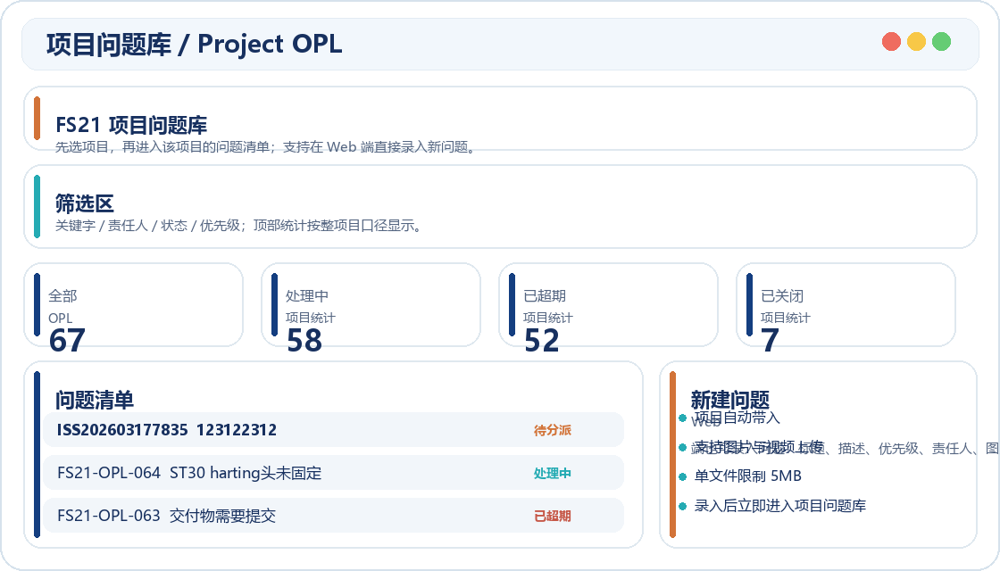 项目问题库 / Project OPL
FS21 项目问题库
先选项目，再进入该项目的问题清单；支持在 Web 端直接录入新问题。
筛选区
关键字 / 责任人 / 状态 / 优先级；顶部统计按整项目口径显示。
全部
OPL
67
处理中
项目统计
58
已超期
项目统计
52
已关闭
项目统计
7
问题清单
ISS202603177835 123122312 待分派
FS21-OPL-064 ST30 harting头未固定 处理中
FS21-OPL-063 交付物需要提交 已超期
新建问题
Web
项目自动带入
支持图片与视频上传
、描述、优先级、责任人、图
单文件限制 5MB
录入后立即进入项目问题库